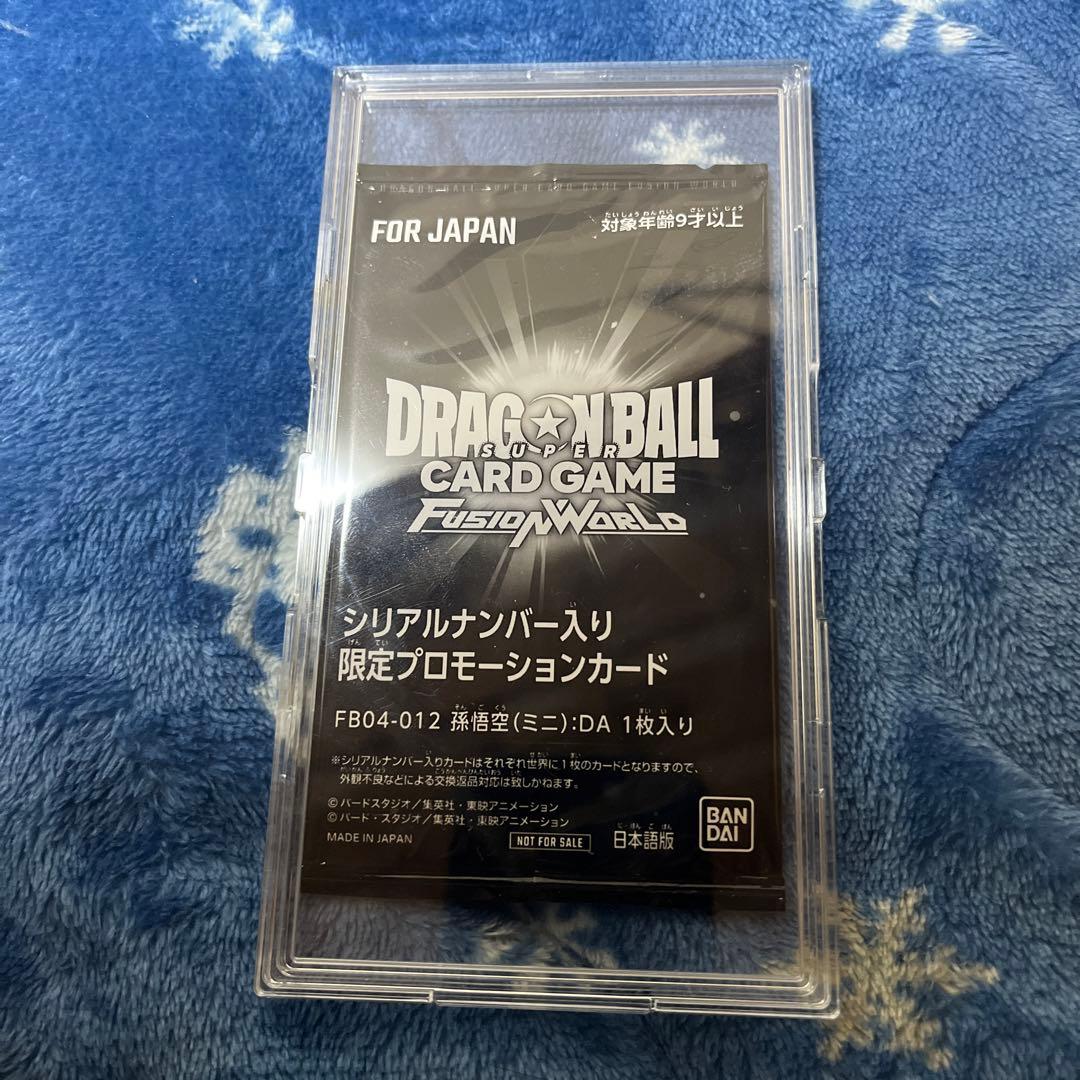 DRAGON BALL SUPER CARD GAME FUSION WORLD
FOR JAPAN
対象年齢9才以上
DRAGON BALL
SUPER
CARD GAME
FUSION WORLD
シリアルナンバー入り
限定プロモーションカード
FB04-012 孫悟空(ミニ):DA 1枚入り
※シリアルナンバー入りカードはそれぞれ世界に1枚のカードとなりますので、
外観不良などによる交換返品対応は致しかねます。
©バードスタジオ/集英社・東映アニメーション
©バード・スタジオ/集英社・東映アニメーション
MADE IN JAPAN
NOT FOR SALE
日本語版
BAN
DAI